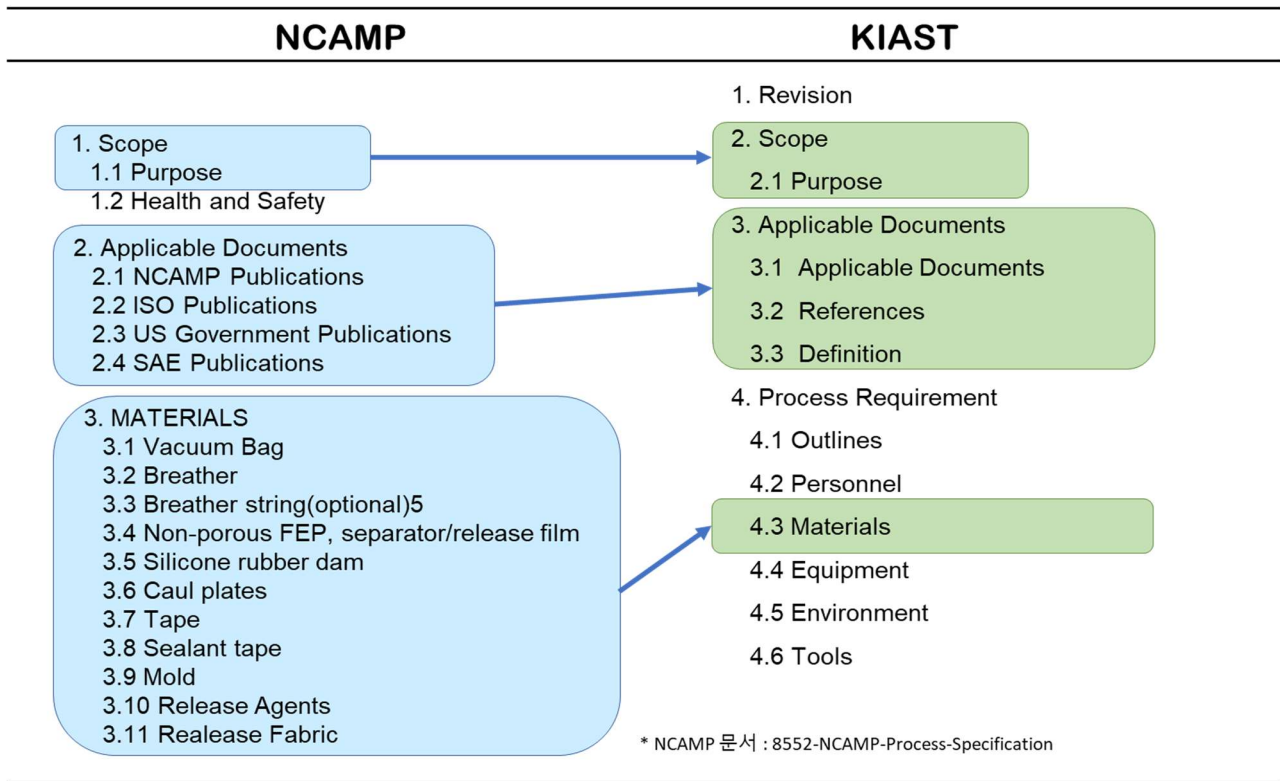 NCAMP
KIAST
1. Scope
1.1 Purpose
1.2 Health and Safety
2. Applicable Documents
2.1 NCAMP Publications
2.2 ISO Publications
2.3 US Government Publications
2.4 SAE Publications
3. MATERIALS
3.1 Vacuum Bag
3.2 Breather
3.3 Breather string(optional)5
3.4 Non-porous FEP, separator/release film
3.5 Silicone rubber dam
3.6 Caul plates
3.7 Tape
3.8 Sealant tape
3.9 Mold
3.10 Release Agents
3.11 Realease Fabric
1. Revision
2. Scope
2.1 Purpose
3. Applicable Documents
3.1 Applicable Documents
3.2 References
3.3 Definition
4. Process Requirement
4.1 Outlines
4.2 Personnel
4.3 Materials
4.4 Equipment
4.5 Environment
4.6 Tools
* NCAMP 문서 : 8552-NCAMP-Process-Specification